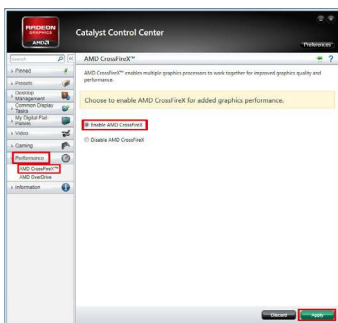 RADEON
GRAPHICS
AMD
Catalyst Control Center
Preferences
Search
AMD CrossFireX™
Pinned
Presets
Desktop
Management
Common Display
Tasks
My Digital Flat-
Panels
Video
Gaming
Performance
AMD CrossFireX™
AMD OverDrive
Information
AMD CrossFireX™ enables multiple graphics processors to work together for improved graphics quality and
performance.
Choose to enable AMD CrossFireX for added graphics performance.
Enable AMD CrossFireX
Disable AMD CrossFireX
Discard
Apply